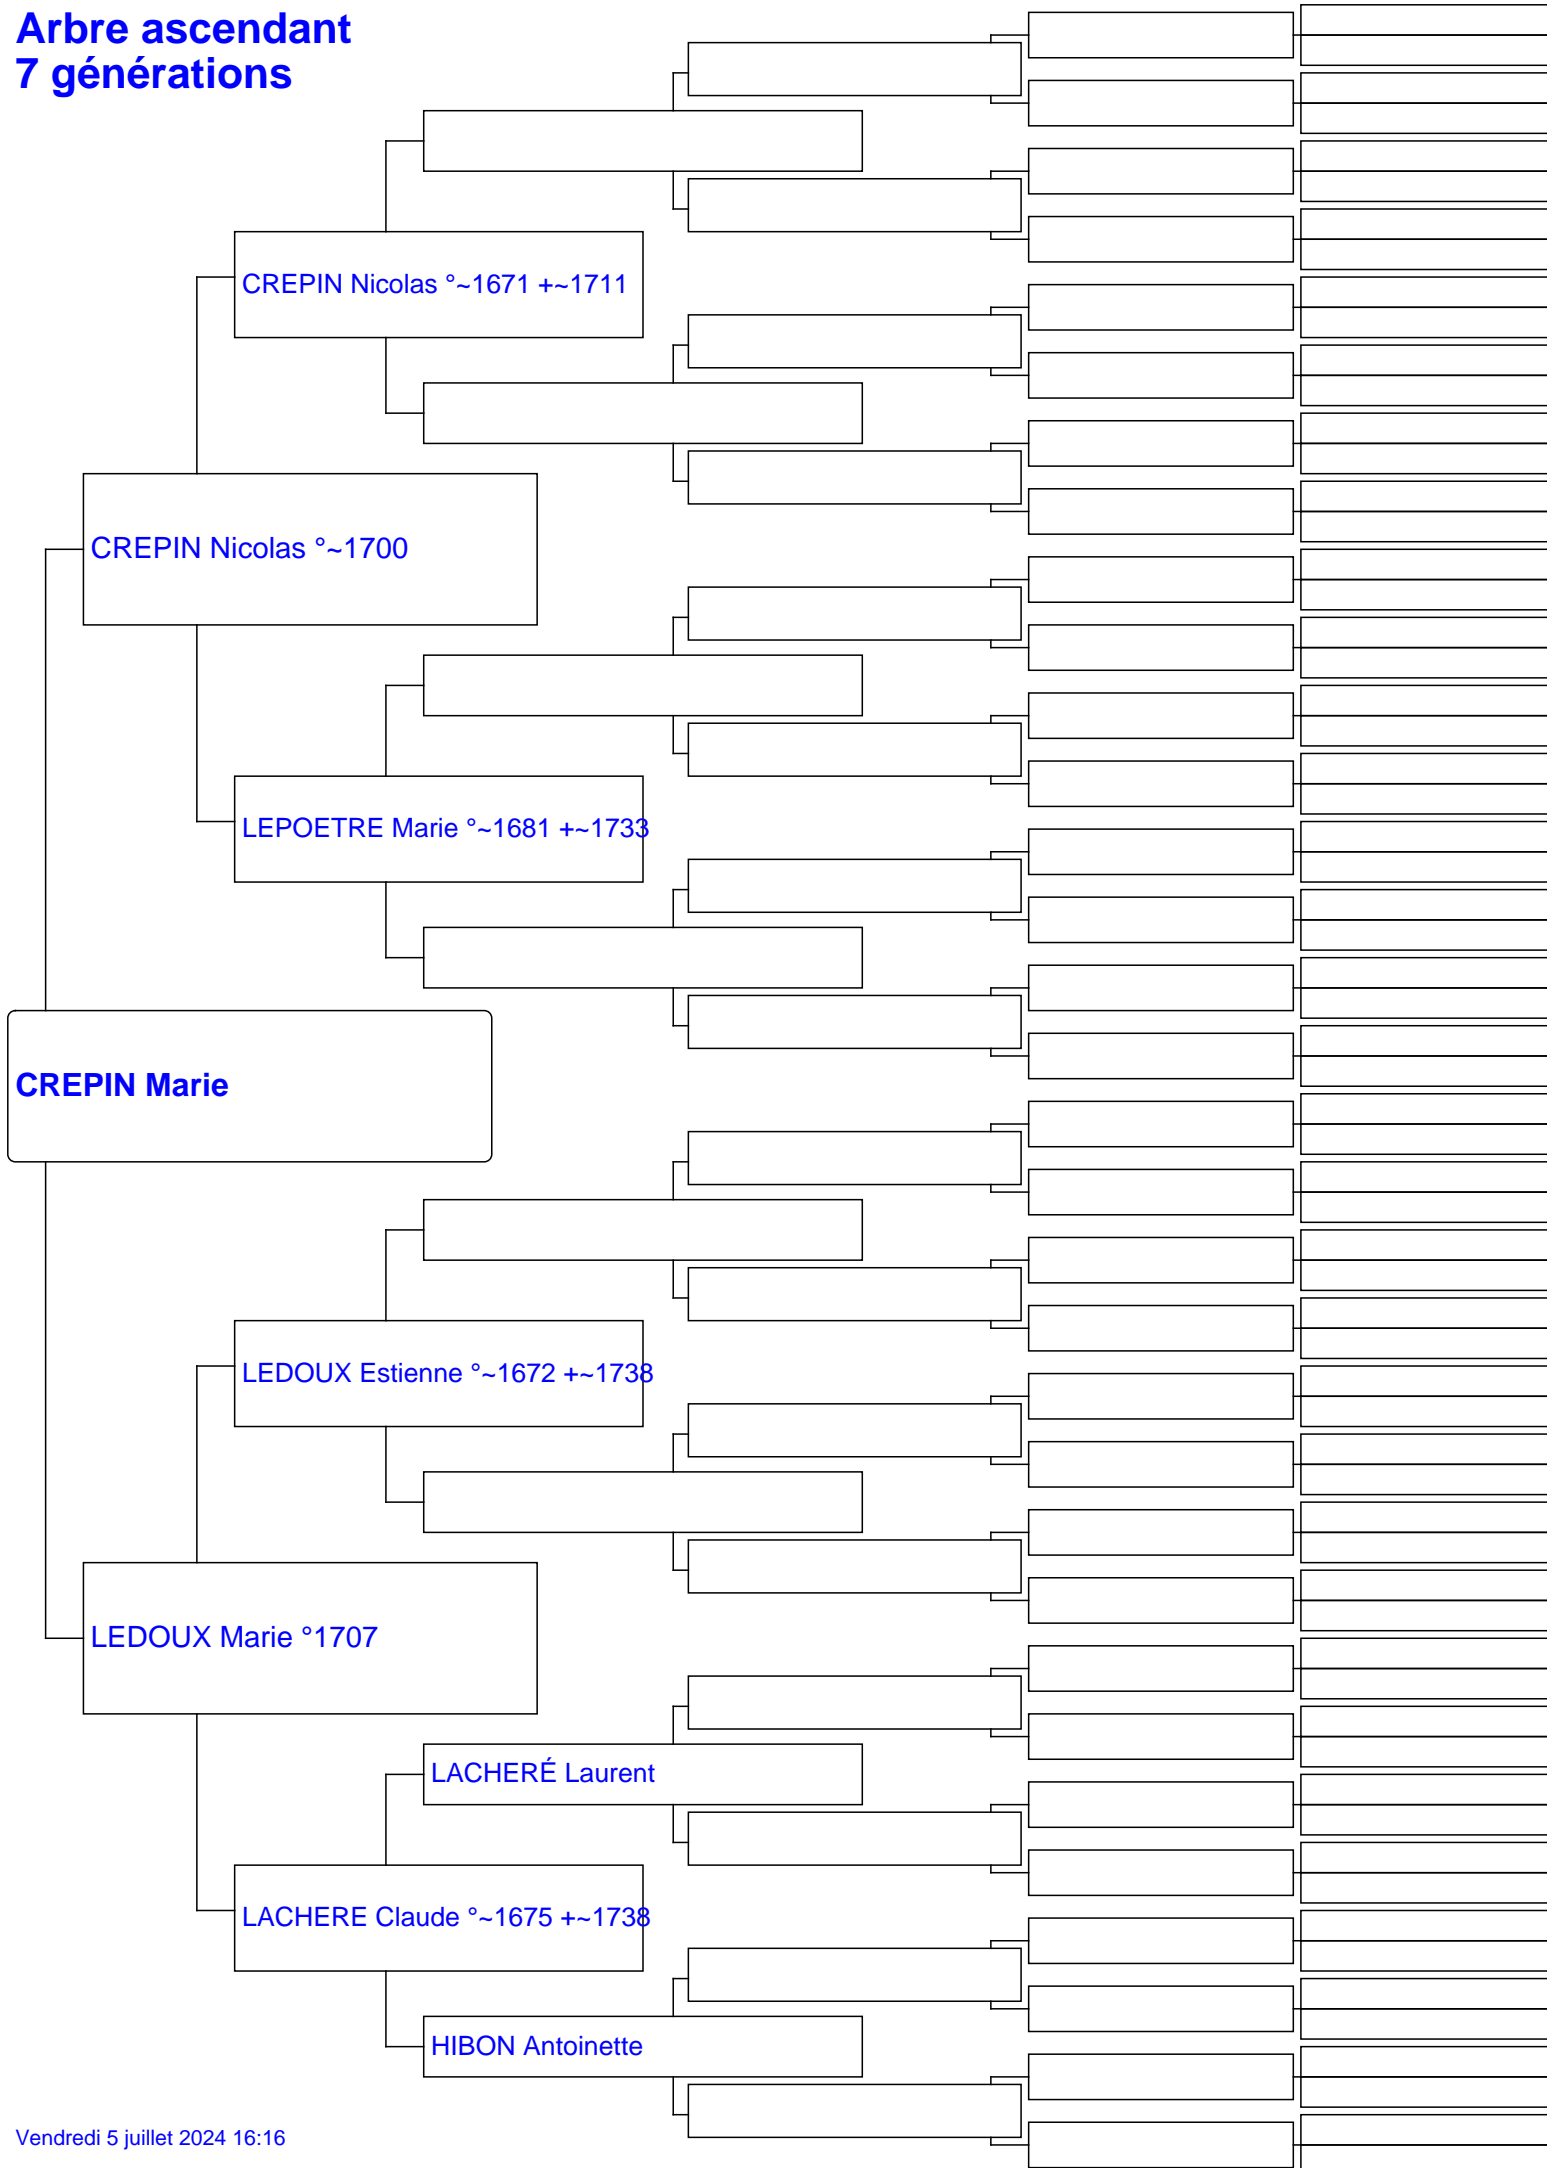 Arbre ascendant
7 générations
CREPIN Nicolas °~1671 +~1711
CREPIN Nicolas °~1700
LEPOETRE Marie °~1681 +~1733
CREPIN Marie
LEDOUX Estienne °~1672 +~1738
LEDOUX Marie °1707
LACHERÉ Laurent
LACHERE Claude °~1675 +~1738
HIBON Antoinette
Vendredi 5 juillet 2024 16:16